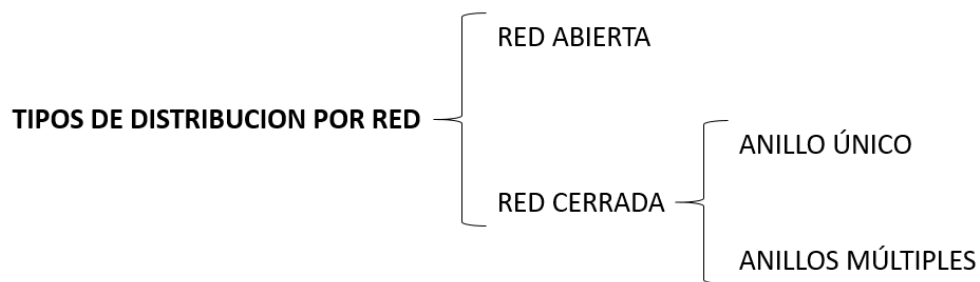 RED ABIERTA
TIPOS DE DISTRIBUCION POR RED
ANILLO ÚNICO
RED CERRADA
ANILLOS MÚLTIPLES